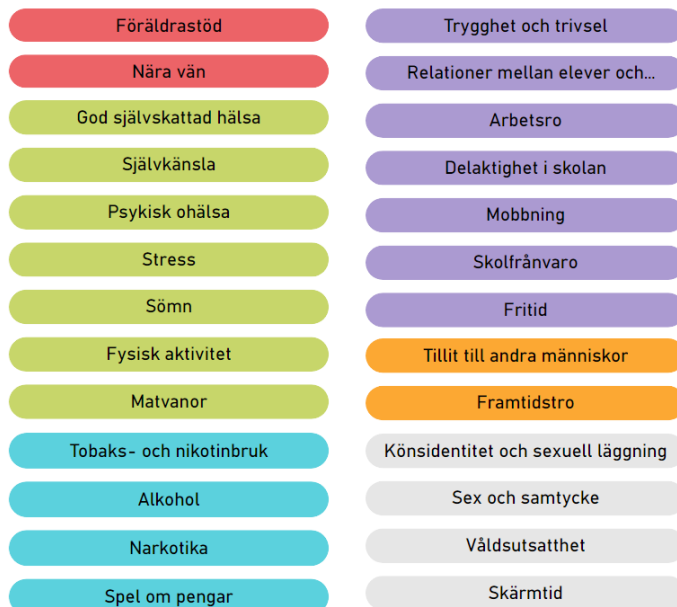 Föräldrastöd
Nära vän
God självskattad hälsa
Självkänsla
Psykisk ohälsa
Stress
Sömn
Fysisk aktivitet
Matvanor
Tobaks- och nikotinbruk
Alkohol
Narkotika
Spel om pengar
Trygghet och trivsel
Relationer mellan elever och...
Arbetsro
Delaktighet i skolan
Mobbning
Skolfrånvaro
Fritid
Tillit till andra människor
Framtidstro
Könsidentitet och sexuell läggning
Sex och samtycke
Våldsutsatthet
Skärmtid